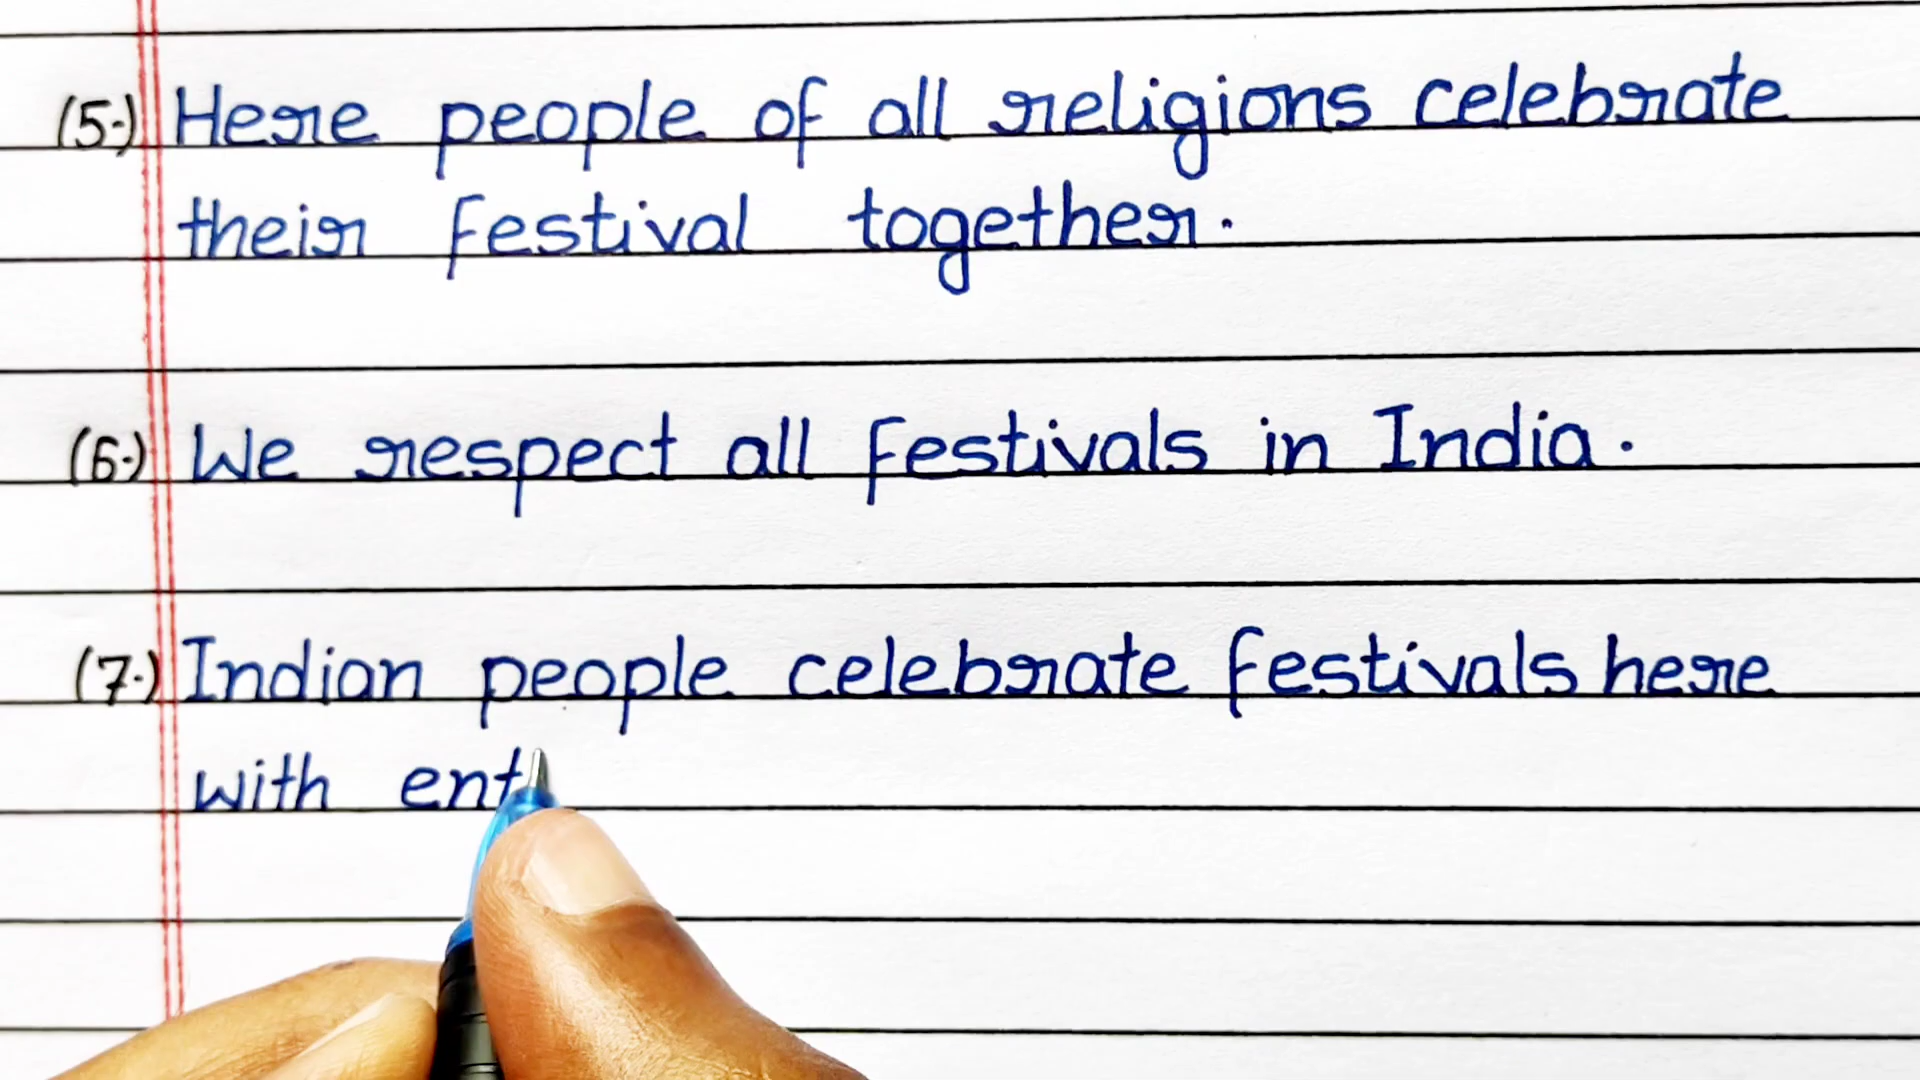 (5.) Here people of all religions celebrate
their festival together.
(6.) We respect all festivals in India.
(7.) Indian people celebrate festivals here
with ent